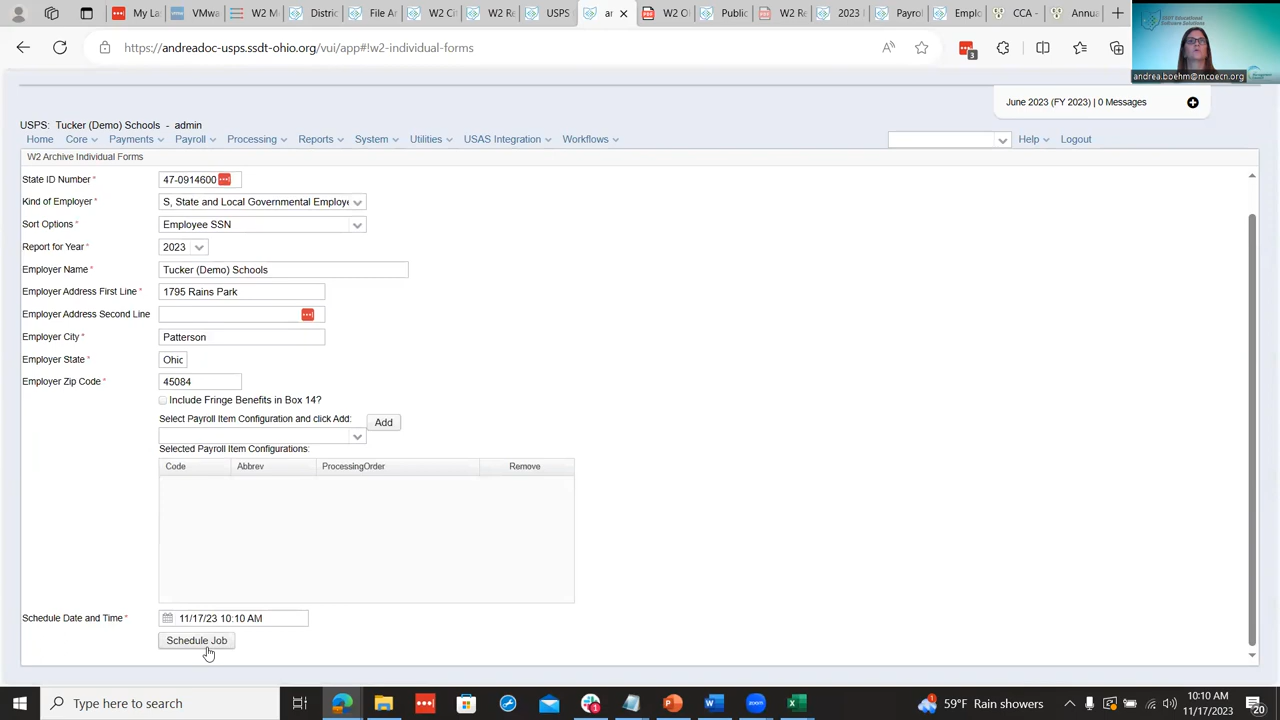 My La
VMwa
W2 M
Distric
File Ar
W2 C
W2 Re
USPS
ar
W2 O
Public
W2 Re
2023
Payro
Emplo
CCA -
Annu
https://andreadoc-usps.ssdt-ohio.org/vui/app#!w2-individual-forms
3
andrea.boehm@mcoecn.org
June 2023 (FY 2023) | 0 Messages
USPS: Tucker (Demo) Schools - admin
Home Core Payments Payroll Processing Reports System Utilities USAS Integration Workflows Help Logout
W2 Archive Individual Forms
State ID Number * 47-0914600
Kind of Employer * S, State and Local Governmental Employe
Sort Options * Employee SSN
Report for Year * 2023
Employer Name * Tucker (Demo) Schools
Employer Address First Line * 1795 Rains Park
Employer Address Second Line
Employer City * Patterson
Employer State * Ohic
Employer Zip Code * 45084
Include Fringe Benefits in Box 14?
Select Payroll Item Configuration and click Add: Add
Selected Payroll Item Configurations:
Code Abbrev ProcessingOrder Remove
Schedule Date and Time * 11/17/23 10:10 AM
Schedule Job
Type here to search
59°F Rain showers
10:10 AM
11/17/2023
20